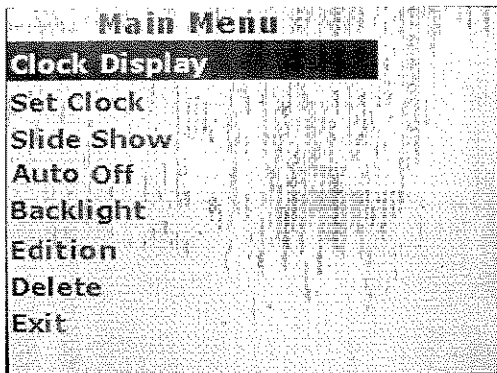 Main Menu
Clock Display
Set Clock
Slide Show
Auto Off
Backlight
Edition
Delete
Exit